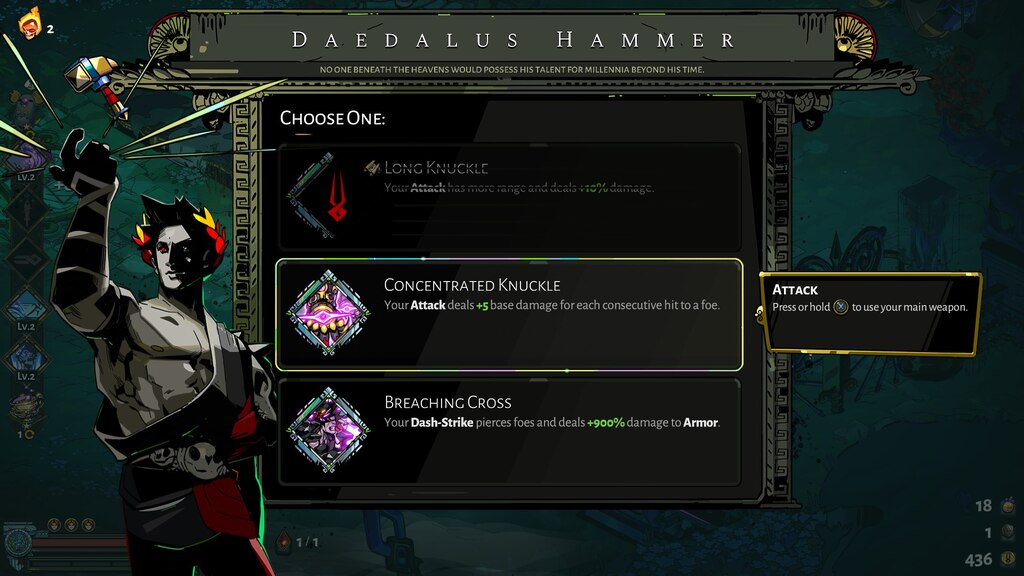 2
DAEDALUS HAMMER
NO ONE BENEATH THE HEAVENS WOULD POSSESS HIS TALENT FOR MILLENNIA BEYOND HIS TIME.
CHOOSE ONE:
LONG KNUCKLE
Your Attack has more range and deals +10% damage.
CONCENTRATED KNUCKLE
Your Attack deals +5 base damage for each consecutive hit to a foe.
ATTACK
Press or hold X to use your main weapon.
BREACHING CROSS
Your Dash-Strike pierces foes and deals +900% damage to Armor.
LV.2
LV.2
LV.2
1
1/1
18
1
436